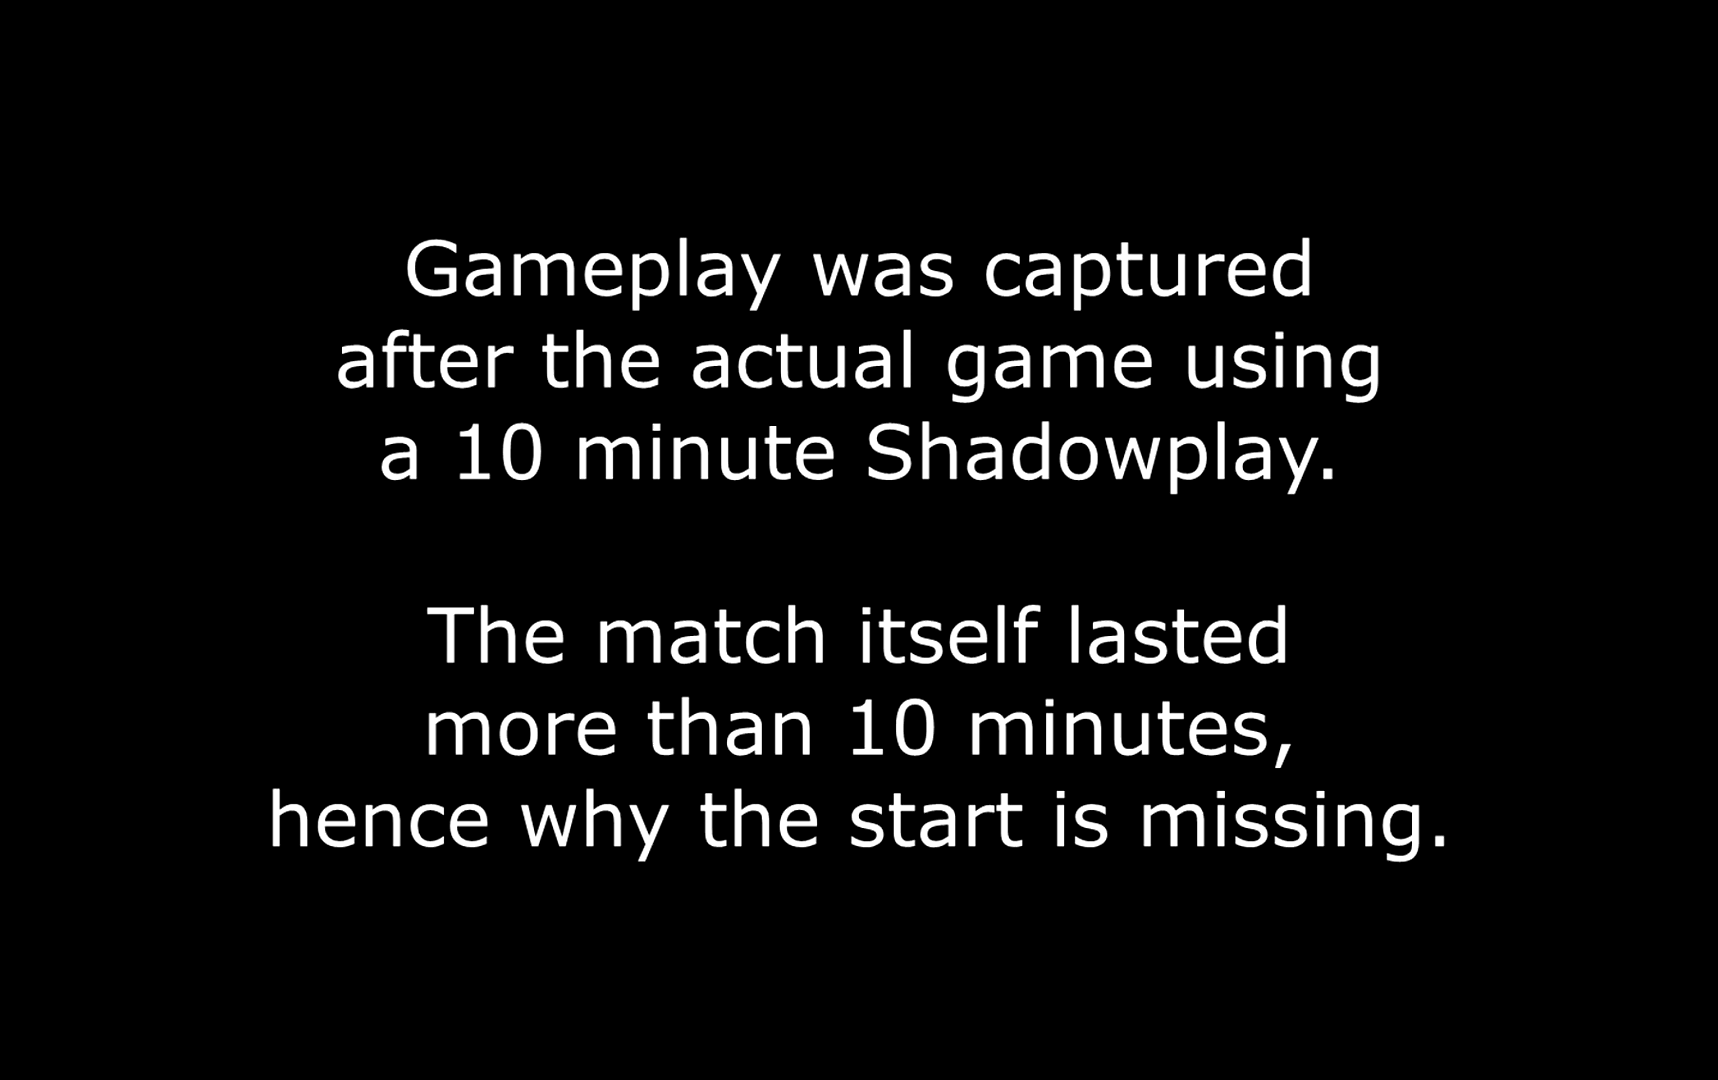 Gameplay was captured
after the actual game using
a 10 minute Shadowplay.
The match itself lasted
more than 10 minutes,
hence why the start is missing.